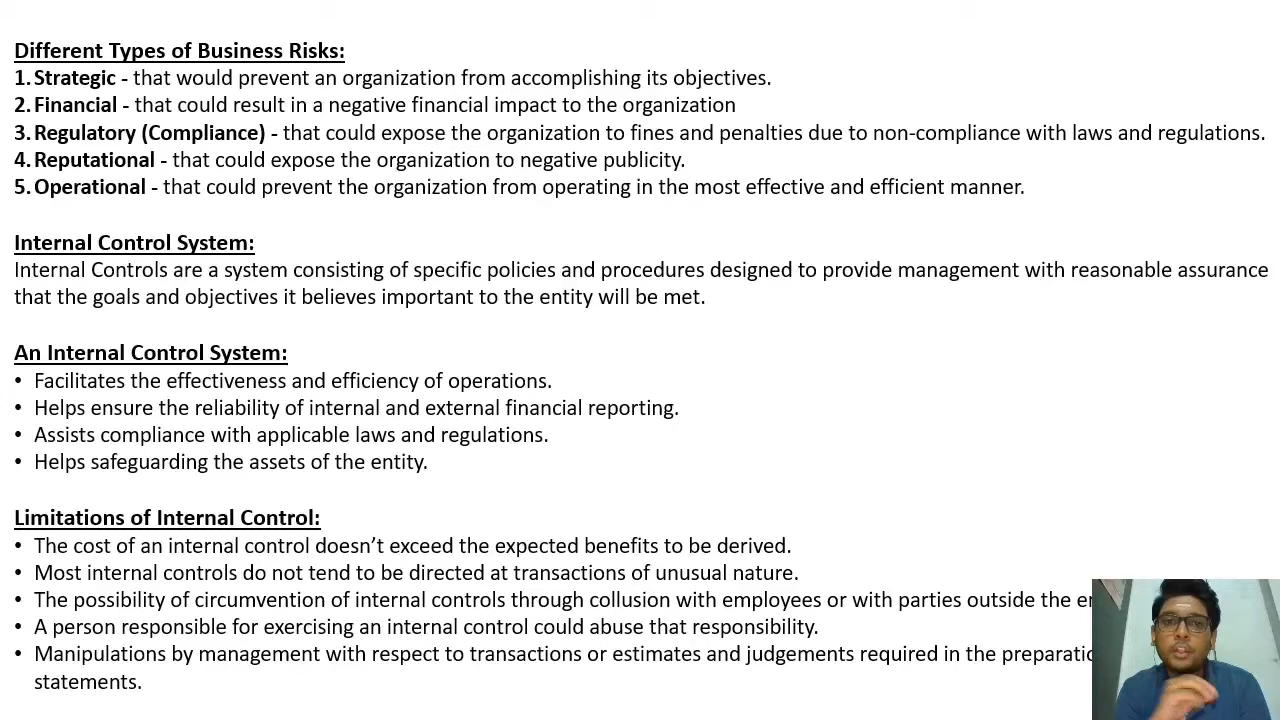 Different Types of Business Risks:
1. Strategic - that would prevent an organization from accomplishing its objectives.
2. Financial - that could result in a negative financial impact to the organization
3. Regulatory (Compliance) - that could expose the organization to fines and penalties due to non-compliance with laws and regulations.
4. Reputational - that could expose the organization to negative publicity.
5. Operational - that could prevent the organization from operating in the most effective and efficient manner.
Internal Control System:
Internal Controls are a system consisting of specific policies and procedures designed to provide management with reasonable assurance
that the goals and objectives it believes important to the entity will be met.
An Internal Control System:
• Facilitates the effectiveness and efficiency of operations.
• Helps ensure the reliability of internal and external financial reporting.
• Assists compliance with applicable laws and regulations.
• Helps safeguarding the assets of the entity.
Limitations of Internal Control:
• The cost of an internal control doesn’t exceed the expected benefits to be derived.
• Most internal controls do not tend to be directed at transactions of unusual nature.
• The possibility of circumvention of internal controls through collusion with employees or with parties outside the
• A person responsible for exercising an internal control could abuse that responsibility.
• Manipulations by management with respect to transactions or estimates and judgements required in the
statements.